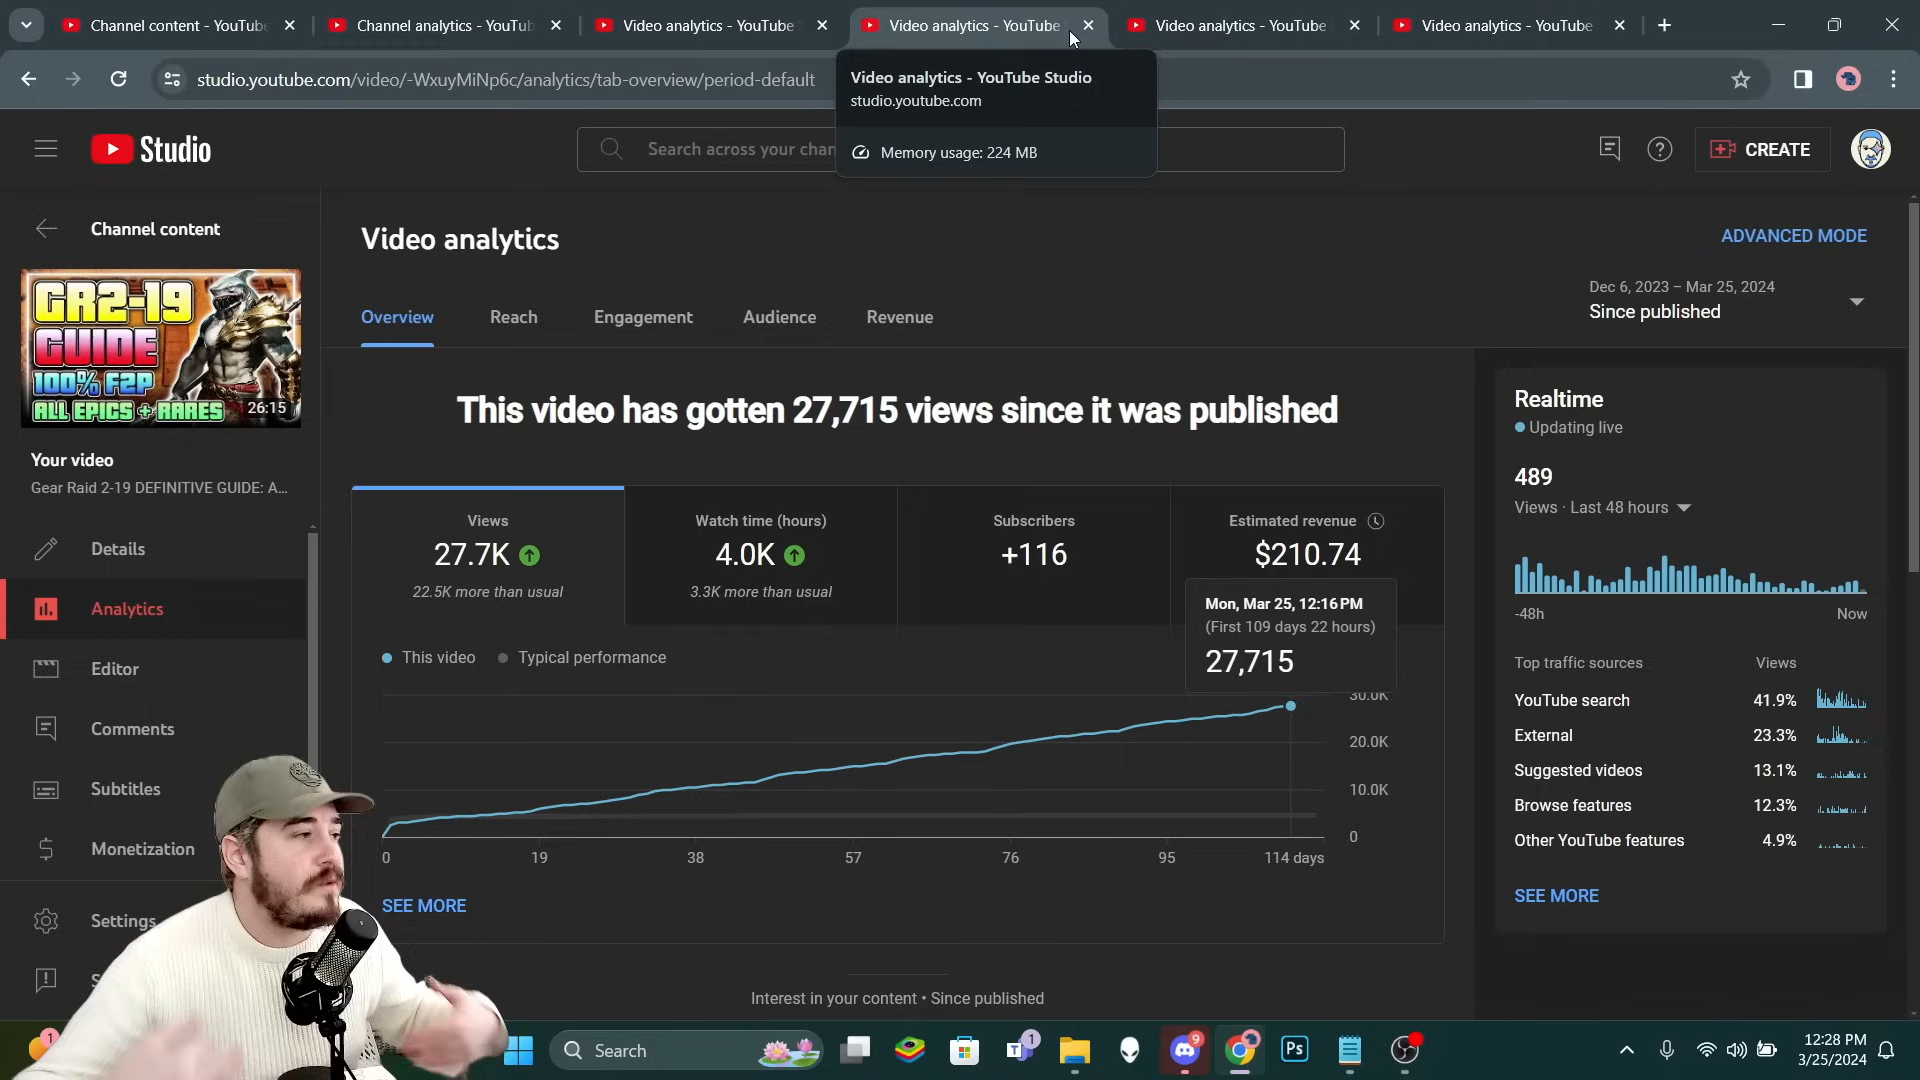 Channel content - YouTube
Channel analytics - YouTub
Video analytics - YouTube
Video analytics - YouTube
Video analytics - YouTube
Video analytics - YouTube
studio.youtube.com/video/-WxuyMiNp6c/analytics/tab-overview/period-default
Video analytics - YouTube Studio
studio.youtube.com
Memory usage: 224 MB
Studio
Search across your chan
CREATE
Channel content
GR2-19
GUIDE
100% F2P
ALL EPICS + RARES
26:15
Your video
Gear Raid 2-19 DEFINITIVE GUIDE: A...
Details
Analytics
Editor
Comments
Subtitles
Monetization
Settings
Video analytics
ADVANCED MODE
Overview
Reach
Engagement
Audience
Revenue
Dec 6, 2023 – Mar 25, 2024
Since published
This video has gotten 27,715 views since it was published
Views
27.7K
22.5K more than usual
Watch time (hours)
4.0K
3.3K more than usual
Subscribers
+116
Estimated revenue
$210.74
Mon, Mar 25, 12:16 PM
(First 109 days 22 hours)
27,715
This video
Typical performance
30.0K
20.0K
10.0K
0
0 19 38 57 76 95 114 days
SEE MORE
Interest in your content • Since published
Realtime
Updating live
489
Views · Last 48 hours
-48h
Now
Top traffic sources Views
YouTube search 41.9%
External 23.3%
Suggested videos 13.1%
Browse features 12.3%
Other YouTube features 4.9%
SEE MORE
1
Search
1
9
Ps
12:28 PM
3/25/2024